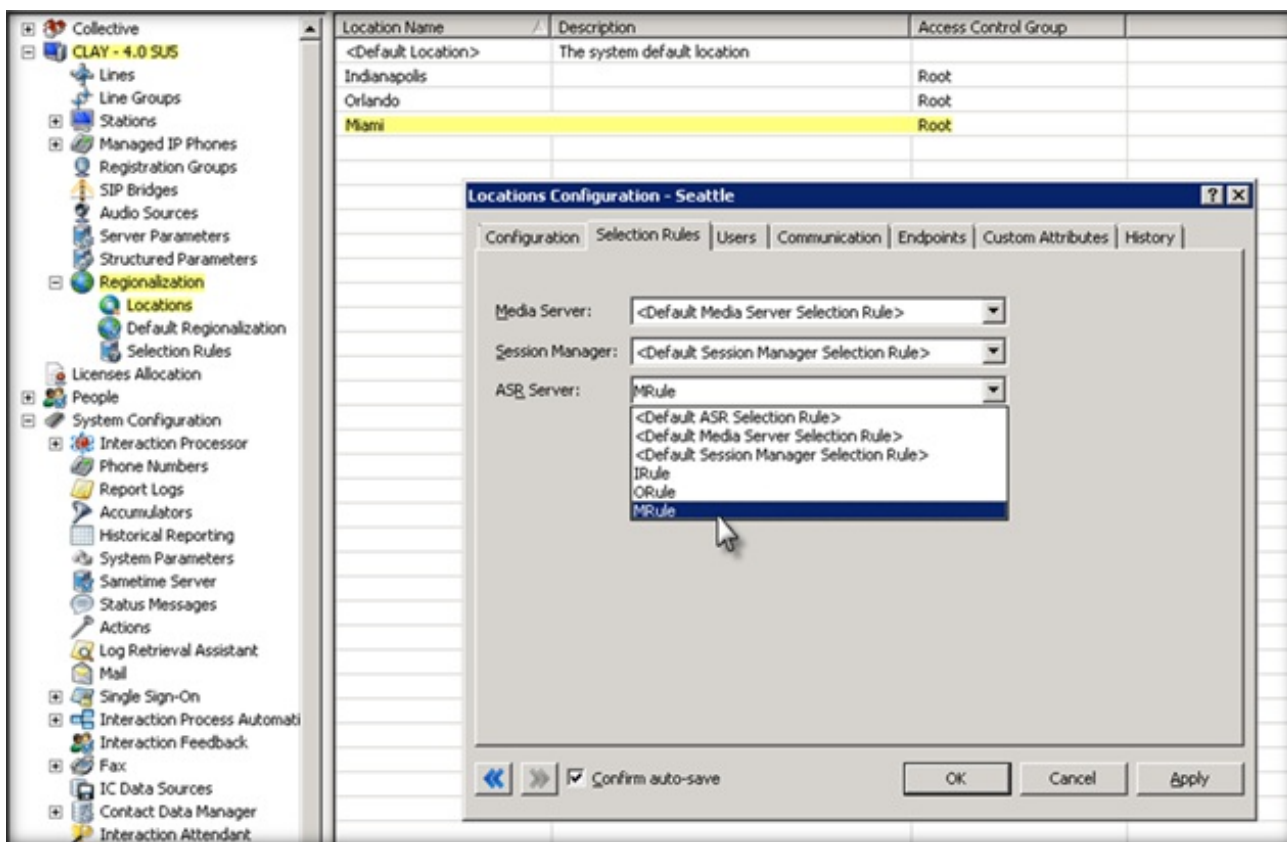 Collective
CLAY - 4.0 SU5
Lines
Line Groups
Stations
Managed IP Phones
Registration Groups
SIP Bridges
Audio Sources
Server Parameters
Structured Parameters
Regionalization
Locations
Default Regionalization
Selection Rules
Licenses Allocation
People
System Configuration
Interaction Processor
Phone Numbers
Report Logs
Accumulators
Historical Reporting
System Parameters
Sametime Server
Status Messages
Actions
Log Retrieval Assistant
Mail
Single Sign-On
Interaction Process Automati
Interaction Feedback
Fax
IC Data Sources
Contact Data Manager
Interaction Attendant
Location Name Description Access Control Group
<Default Location> The system default location
Indianapolis Root
Orlando Root
Miami Root
Locations Configuration - Seattle
Configuration Selection Rules Users Communication Endpoints Custom Attributes History
Media Server: <Default Media Server Selection Rule>
Session Manager: <Default Session Manager Selection Rule>
ASR Server: MRule
<Default ASR Selection Rule>
<Default Media Server Selection Rule>
<Default Session Manager Selection Rule>
IRule
ORule
MRule
Confirm auto-save OK Cancel Apply